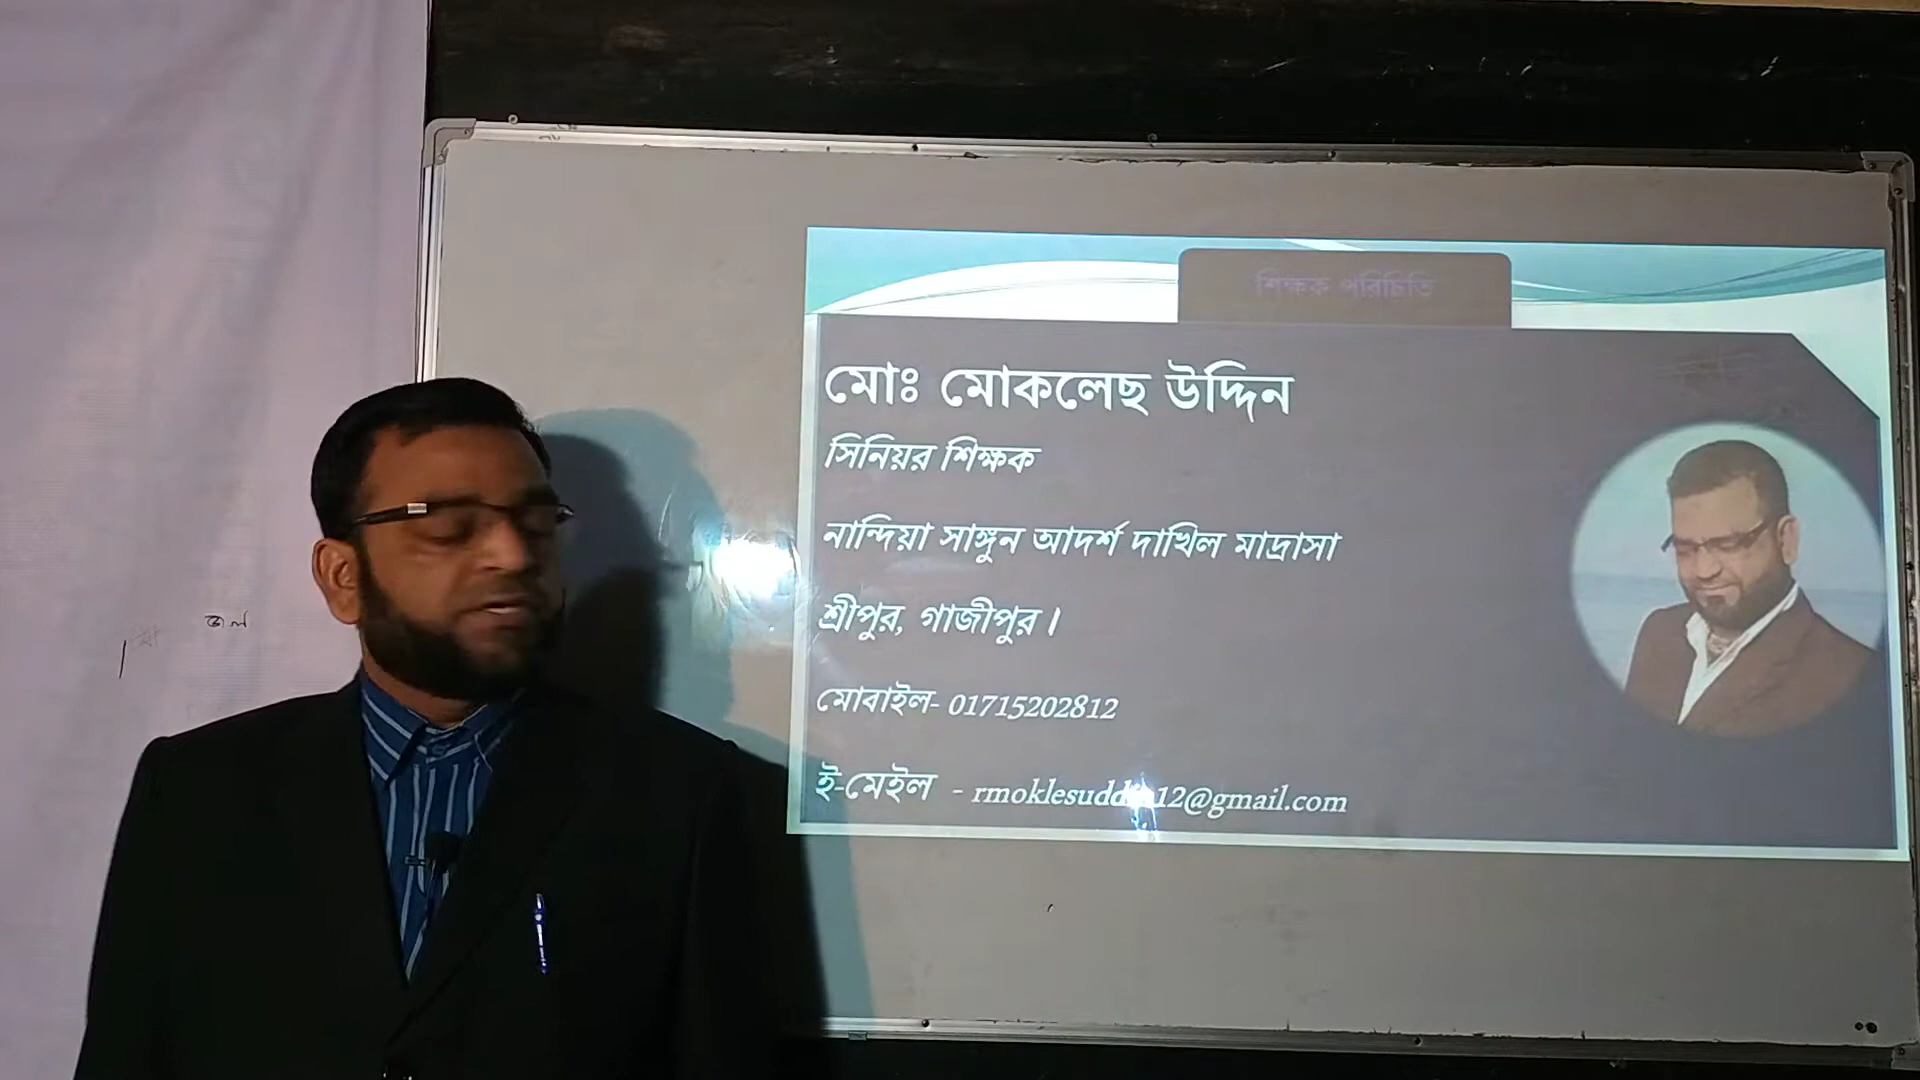 শিক্ষক পরিচিতি
মোঃ মোকলেছ উদ্দিন
সিনিয়র শিক্ষক
নান্দিয়া সাঙ্গুন আদর্শ দাখিল মাদ্রাসা
শ্রীপুর, গাজীপুর।
মোবাইল- 01715202812
ই-মেইল -